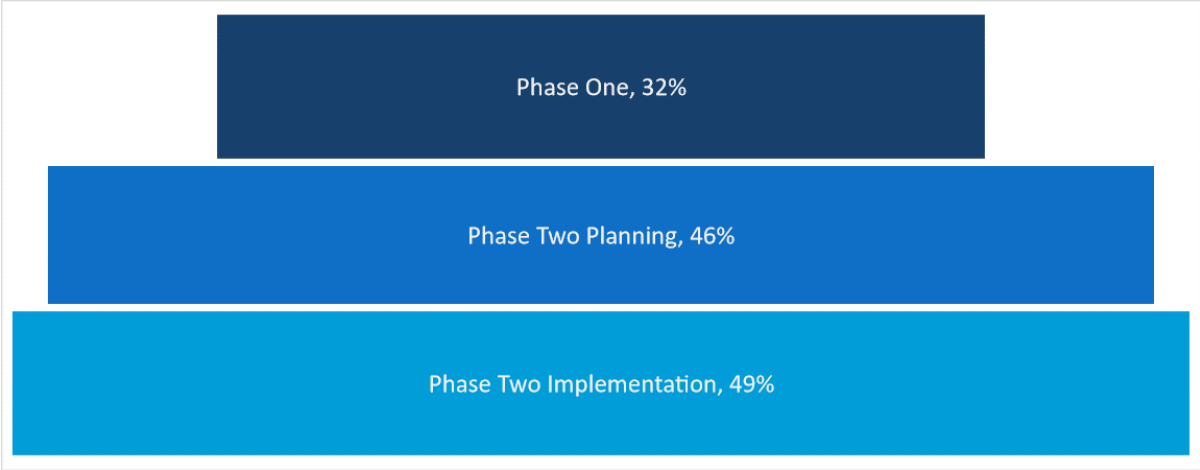 Phase One, 32%
Phase Two Planning, 46%
Phase Two Implementation, 49%